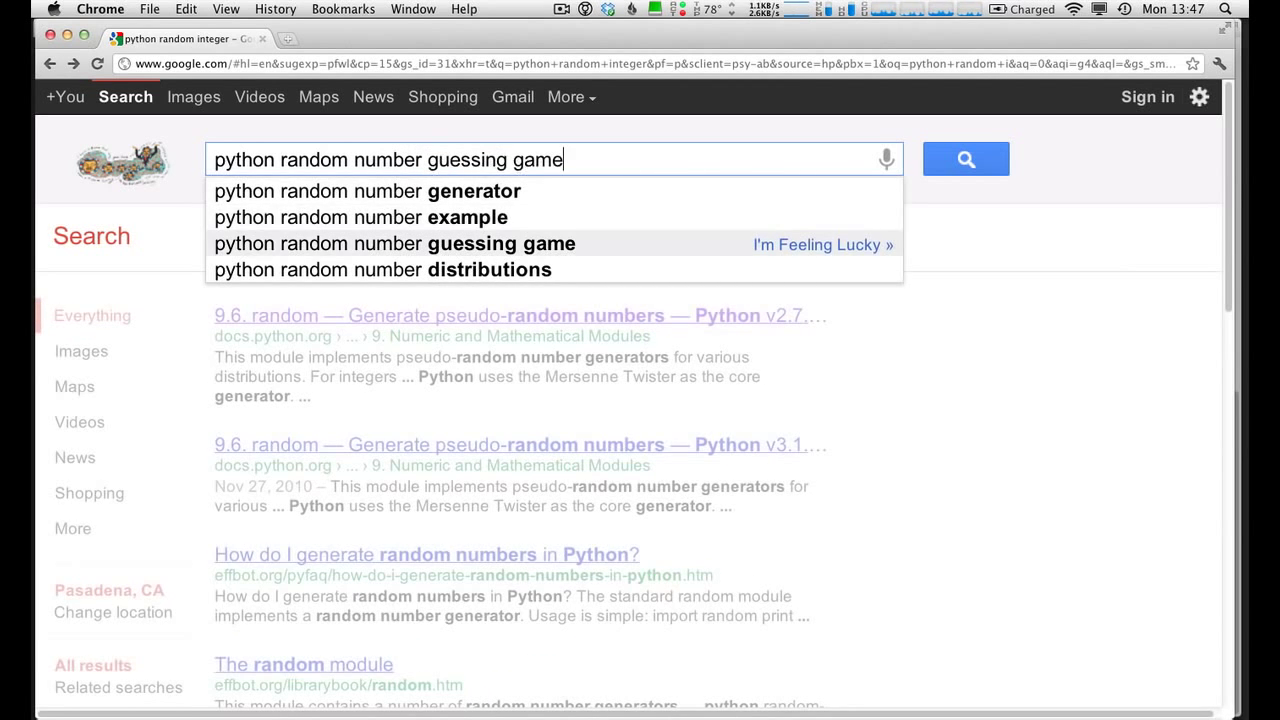 Chrome File Edit View History Bookmarks Window Help 78° 1.1KB/s 2.6KB/s Charged Mon 13:47
python random integer – Go
www.google.com/#hl=en&sugexp=pfwl&cp=15&gs_id=31&xhr=t&q=python+random+integer&pf=p&sclient=psy-ab&source=hp&pbx=1&oq=python+random+i&aq=0&aqi=g4&aql=&gs_sm...
+You Search Images Videos Maps News Shopping Gmail More Sign in
python random number guessing game
python random number generator
python random number example
python random number guessing game I'm Feeling Lucky »
python random number distributions
Search
Everything
Images
Maps
Videos
News
Shopping
More
Pasadena, CA
Change location
All results
Related searches
9.6. random — Generate pseudo-random numbers — Python v2.7....
docs.python.org › ... › 9. Numeric and Mathematical Modules
This module implements pseudo-random number generators for various
distributions. For integers ... Python uses the Mersenne Twister as the core
generator. ...
9.6. random — Generate pseudo-random numbers — Python v3.1....
docs.python.org › ... › 9. Numeric and Mathematical Modules
Nov 27, 2010 – This module implements pseudo-random number generators for
various ... Python uses the Mersenne Twister as the core generator. ...
How do I generate random numbers in Python?
effbot.org/pyfaq/how-do-i-generate-random-numbers-in-python.htm
How do I generate random numbers in Python? The standard random module
implements a random number generator. Usage is simple: import random print ...
The random module
effbot.org/librarybook/random.htm
This module contains a number of random number generators. ... python random-